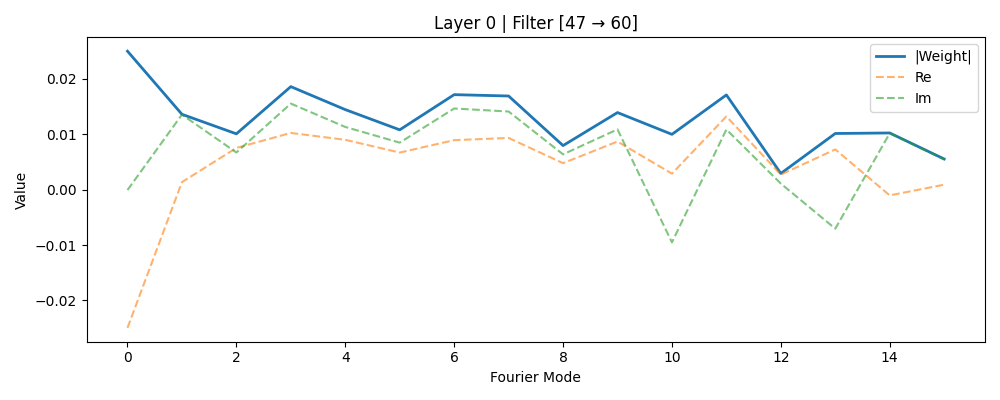 Layer 0 | Filter [47 → 60]
|Weight|
Re
Im
Value
0.02
0.01
0.00
−0.01
−0.02
0 2 4 6 8 10 12 14
Fourier Mode